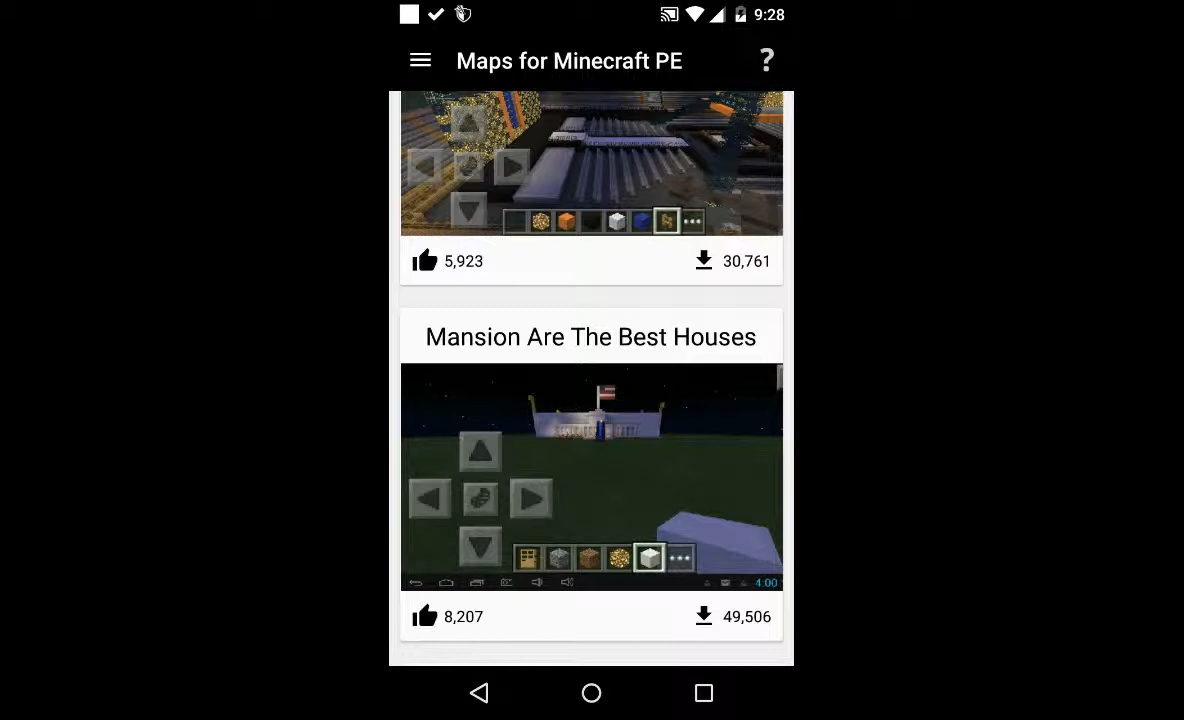 9:28
Maps for Minecraft PE ?
5,923 30,761
Mansion Are The Best Houses
4:00
8,207 49,506